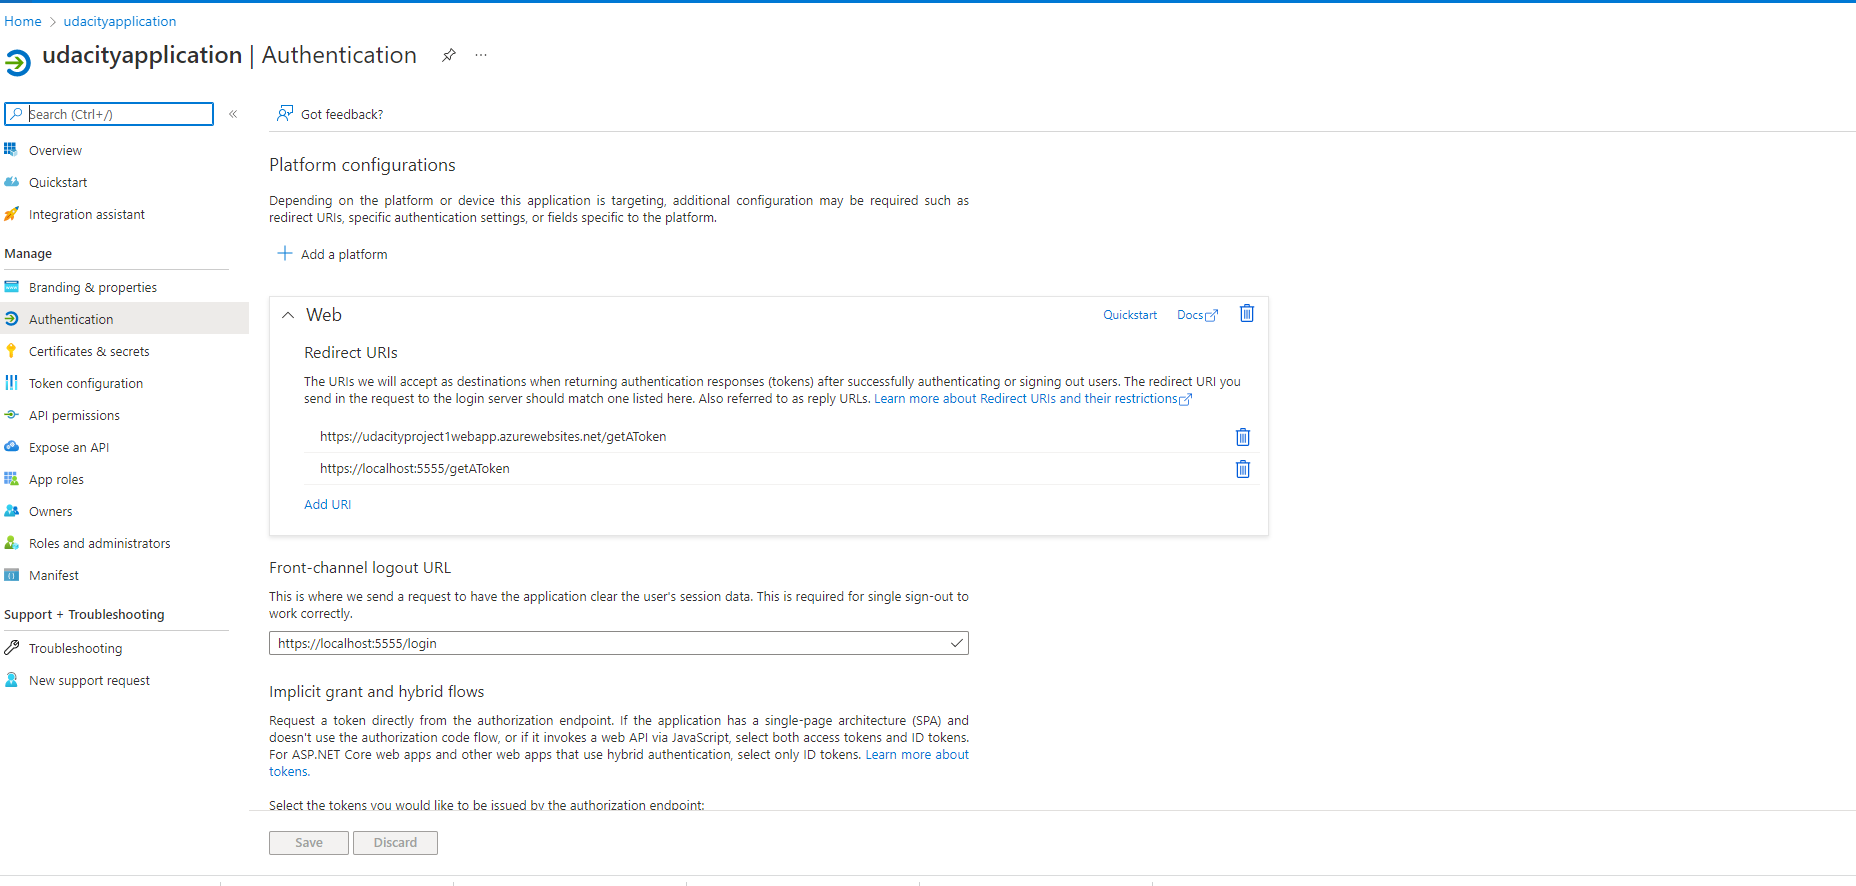 Home > udacityapplication
udacityapplication | Authentication
Search (Ctrl+/)
Overview
Quickstart
Integration assistant
Manage
Branding & properties
Authentication
Certificates & secrets
Token configuration
API permissions
Expose an API
App roles
Owners
Roles and administrators
Manifest
Support + Troubleshooting
Troubleshooting
New support request
Got feedback?
Platform configurations
Depending on the platform or device this application is targeting, additional configuration may be required such as
redirect URIs, specific authentication settings, or fields specific to the platform.
Add a platform
Web
Quickstart
Docs
Redirect URIs
The URIs we will accept as destinations when returning authentication responses (tokens) after successfully authenticating or signing out users. The redirect URI you
send in the request to the login server should match one listed here. Also referred to as reply URLs. Learn more about Redirect URIs and their restrictions
https://udacityproject1webapp.azurewebsites.net/getAToken
https://localhost:5555/getAToken
Add URI
Front-channel logout URL
This is where we send a request to have the application clear the user's session data. This is required for single sign-out to
work correctly.
https://localhost:5555/login
Implicit grant and hybrid flows
Request a token directly from the authorization endpoint. If the application has a single-page architecture (SPA) and
doesn't use the authorization code flow, or if it invokes a web API via JavaScript, select both access tokens and ID tokens.
For ASP.NET Core web apps and other web apps that use hybrid authentication, select only ID tokens. Learn more about
tokens.
Select the tokens you would like to be issued by the authorization endpoint:
Save
Discard